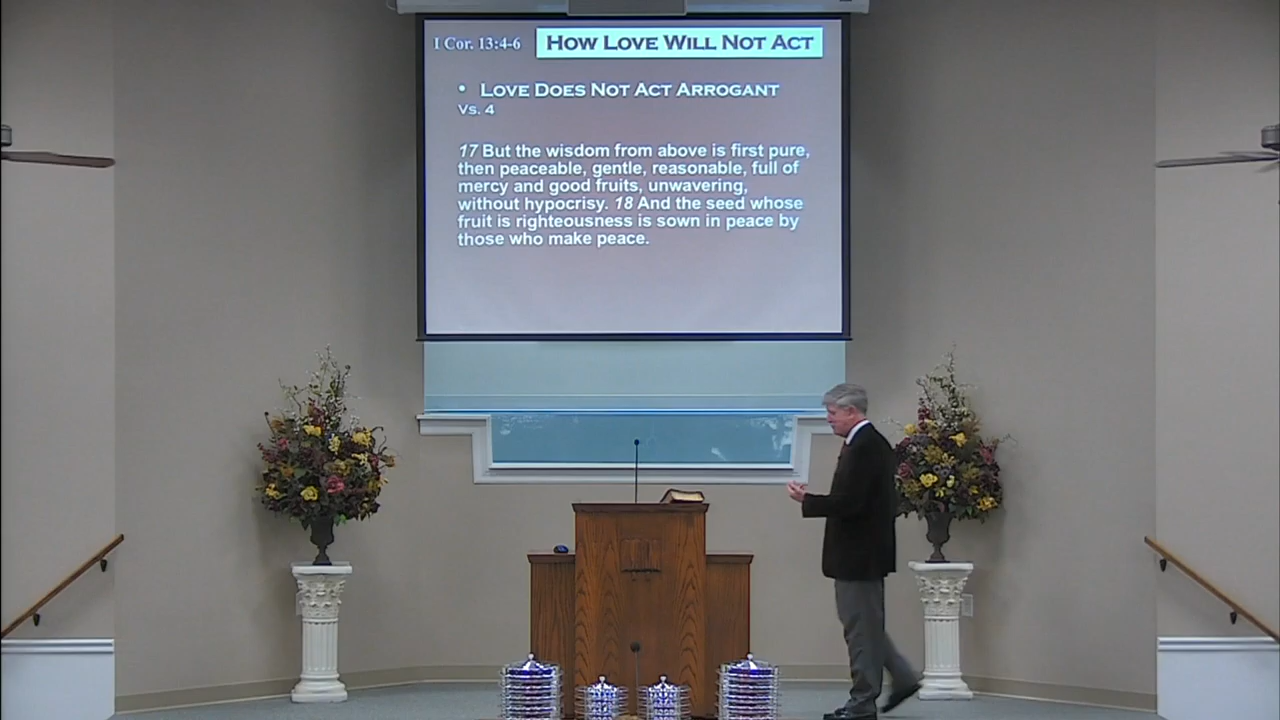 I Cor. 13:4-6
How Love Will Not Act
• Love Does Not Act Arrogant
Vs. 4
17 But the wisdom from above is first pure,
then peaceable, gentle, reasonable, full of
mercy and good fruits, unwavering,
without hypocrisy. 18 And the seed whose
fruit is righteousness is sown in peace by
those who make peace.